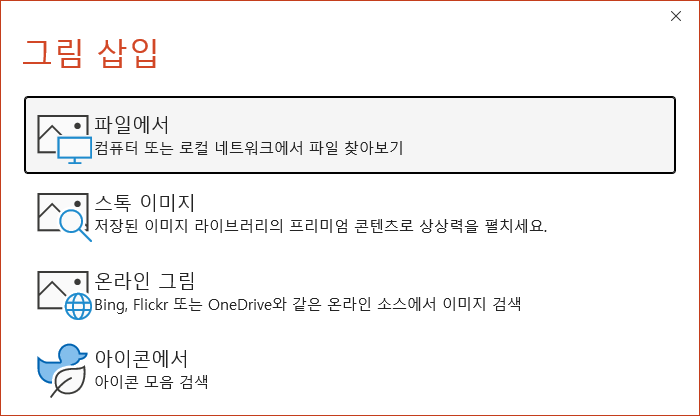 그림 삽입
파일에서
컴퓨터 또는 로컬 네트워크에서 파일 찾아보기
스톡 이미지
저장된 이미지 라이브러리의 프리미엄 콘텐츠로 상상력을 펼치세요.
온라인 그림
Bing, Flickr 또는 OneDrive와 같은 온라인 소스에서 이미지 검색
아이콘에서
아이콘 모음 검색